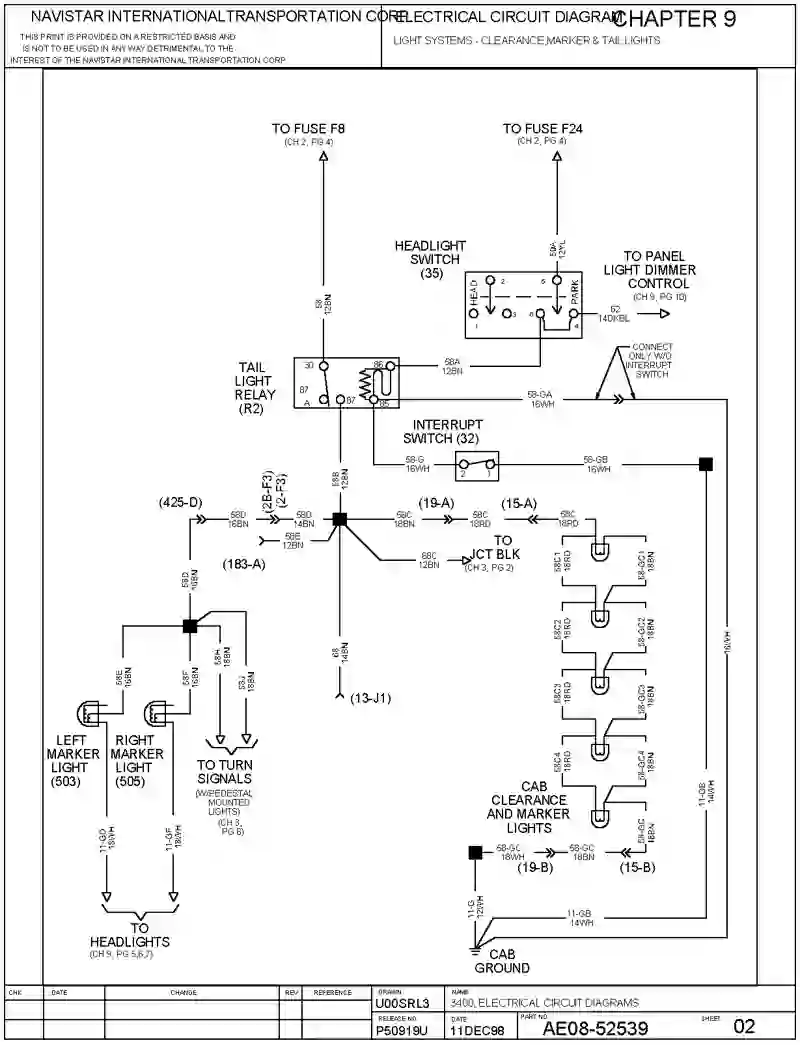 NAVISTAR INTERNATIONAL TRANSPORTATION CORP.
THIS PRINT IS PROVIDED ON A RESTRICTED BASIS AND
IS NOT TO BE USED IN ANY WAY DETRIMENTAL TO THE
INTEREST OF THE NAVISTAR INTERNATIONAL TRANSPORTATION CORP
ELECTRICAL CIRCUIT DIAGRAM
CHAPTER 9
LIGHT SYSTEMS - CLEARANCE,MARKER & TAIL LIGHTS
TO FUSE F8
(CH 2, PG 4)
TO FUSE F24
(CH 2, PG 4)
HEADLIGHT
SWITCH
(35)
12YL
HEAD
PARK
2
5
1
3
6
4
TO PANEL
LIGHT DIMMER
CONTROL
(CH 9, PG 10)
62
14DKBL
58
12BN
TAIL
LIGHT
RELAY
(R2)
30
86
87
A
87
85
58A
12BN
CONNECT
ONLY W/O
INTERRUPT
SWITCH
58-GA
16WH
INTERRUPT
SWITCH (32)
58-G
16WH
2
1
58-GB
16WH
58B
12BN
(425-D)
58D
16BN
(2B-F3)
(2-F3)
58D
14BN
58E
12BN
(183-A)
58C
18BN
(19-A)
58C
18RD
(15-A)
58C
18RD
68C
12BN
TO
JCT BLK
(CH 3, PG 2)
58C1
18RD
58-GC1
18BN
58C2
18RD
58-GC2
18BN
58C3
18RD
58-GC3
18BN
58C4
18RD
58-GC4
18BN
58-GC
18BN
58D
16BN
58E
16BN
58F
16BN
58H
18BN
58J
18BN
68
14BN
(13-J1)
16WH
LEFT
MARKER
LIGHT
(503)
RIGHT
MARKER
LIGHT
(505)
TO TURN
SIGNALS
(W/PEDESTAL
MOUNTED
LIGHTS)
(CH 8,
PG 6)
11-GD
18WH
11-GF
18WH
TO
HEADLIGHTS
(CH 9, PG 5,6,7)
CAB
CLEARANCE
AND MARKER
LIGHTS
58-GC
18WH
(19-B)
58-GC
18BN
(15-B)
11-GB
14WH
11-G
12WH
11-GB
14WH
CAB
GROUND
CHK
DATE
CHANGE
REV
REFERENCE
DRAWN
U00SRL3
NAME
3400, ELECTRICAL CIRCUIT DIAGRAMS
RELEASE NO.
P50919U
DATE
11DEC98
PART NO.
AE08-52539
SHEET
02